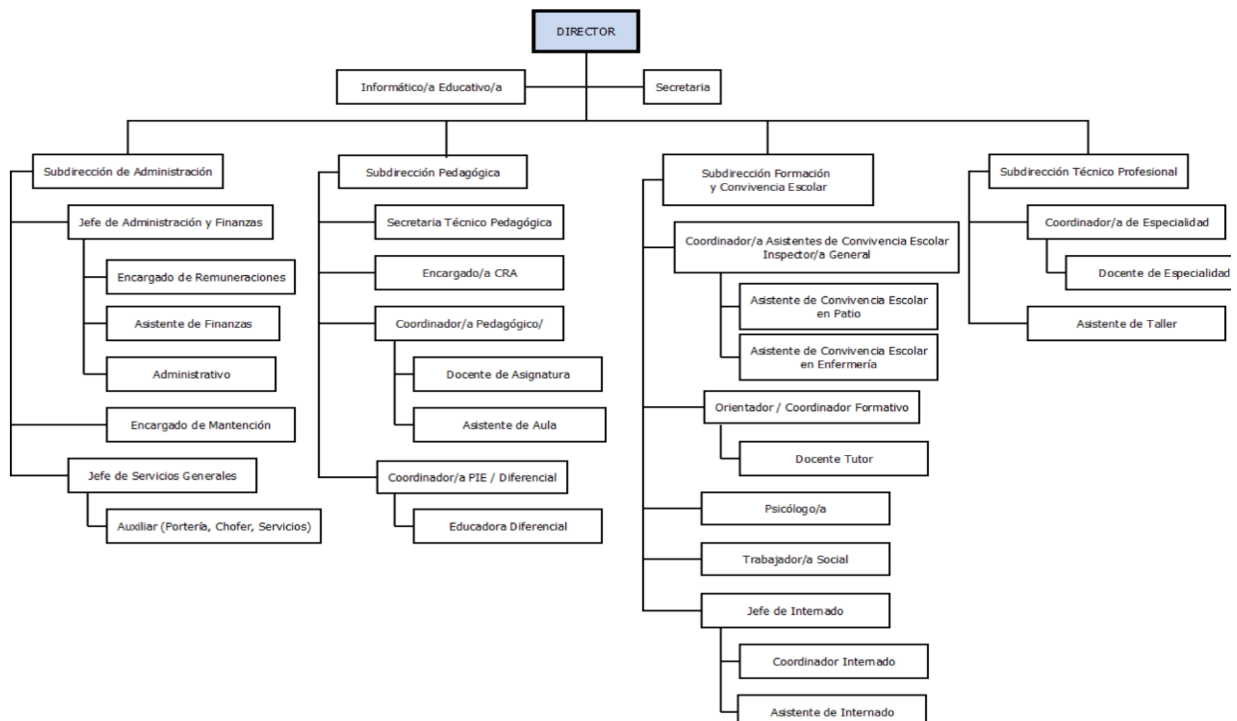 DIRECTOR
Informático/a Educativo/a
Secretaria
Subdirección de Administración
Jefe de Administración y Finanzas
Encargado de Remuneraciones
Asistente de Finanzas
Administrativo
Encargado de Mantención
Jefe de Servicios Generales
Auxiliar (Portería, Chofer, Servicios)
Subdirección Pedagógica
Secretaria Técnico Pedagógica
Encargado/a CRA
Coordinador/a Pedagógico/
Docente de Asignatura
Asistente de Aula
Coordinador/a PIE / Diferencial
Educadora Diferencial
Subdirección Formación
y Convivencia Escolar
Coordinador/a Asistentes de Convivencia Escolar
Inspector/a General
Asistente de Convivencia Escolar
en Patio
Asistente de Convivencia Escolar
en Enfermería
Orientador / Coordinador Formativo
Docente Tutor
Psicólogo/a
Trabajador/a Social
Jefe de Internado
Coordinador Internado
Asistente de Internado
Subdirección Técnico Profesional
Coordinador/a de Especialidad
Docente de Especialidad
Asistente de Taller